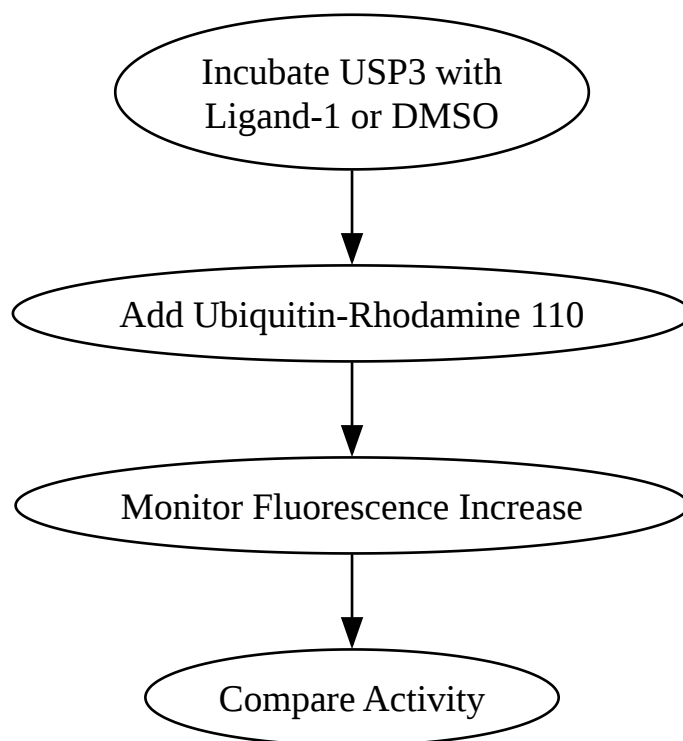 Incubate USP3 with
Ligand-1 or DMSO
Add Ubiquitin-Rhodamine 110
Monitor Fluorescence Increase
Compare Activity